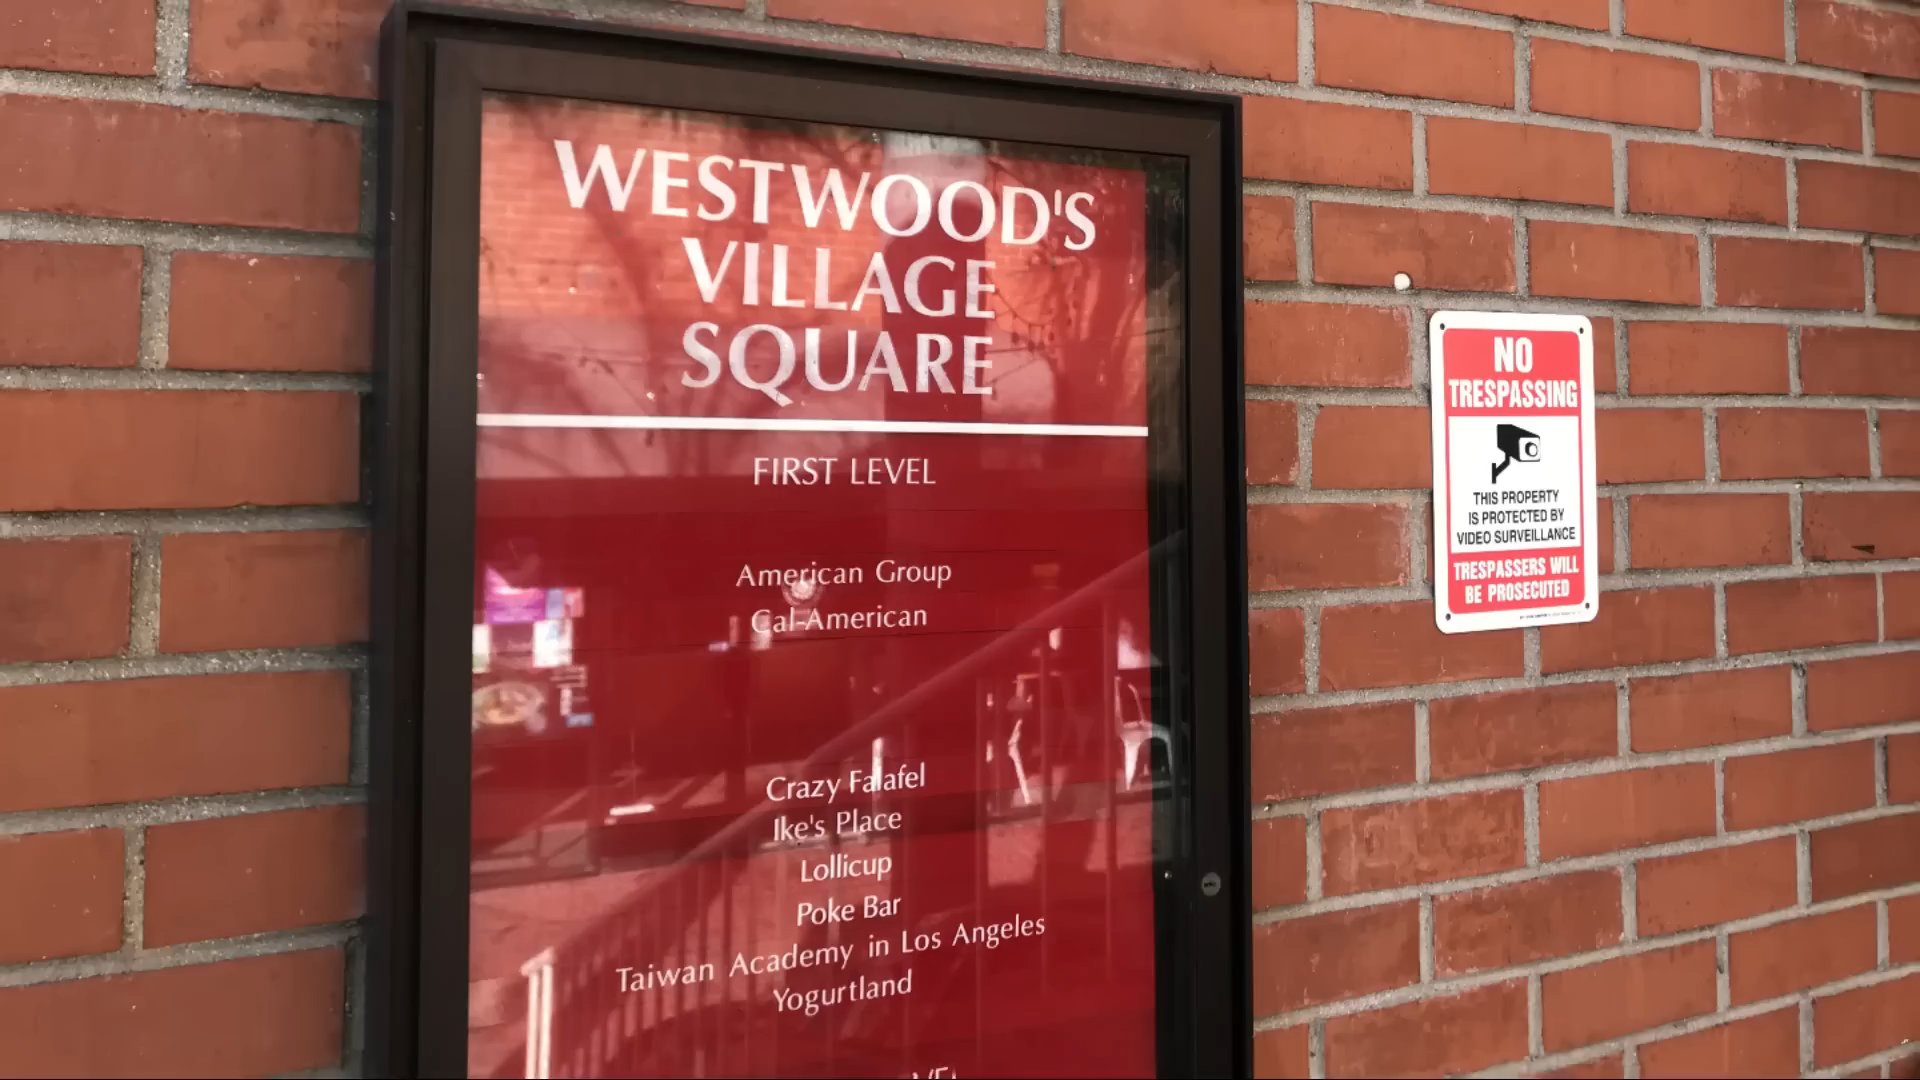 WESTWOOD'S
VILLAGE
SQUARE
FIRST LEVEL
American Group
Cal-American
Crazy Falafel
Ike's Place
Lollicup
Poke Bar
Taiwan Academy in Los Angeles
Yogurtland
NO
TRESPASSING
THIS PROPERTY
IS PROTECTED BY
VIDEO SURVEILLANCE
TRESPASSERS WILL
BE PROSECUTED